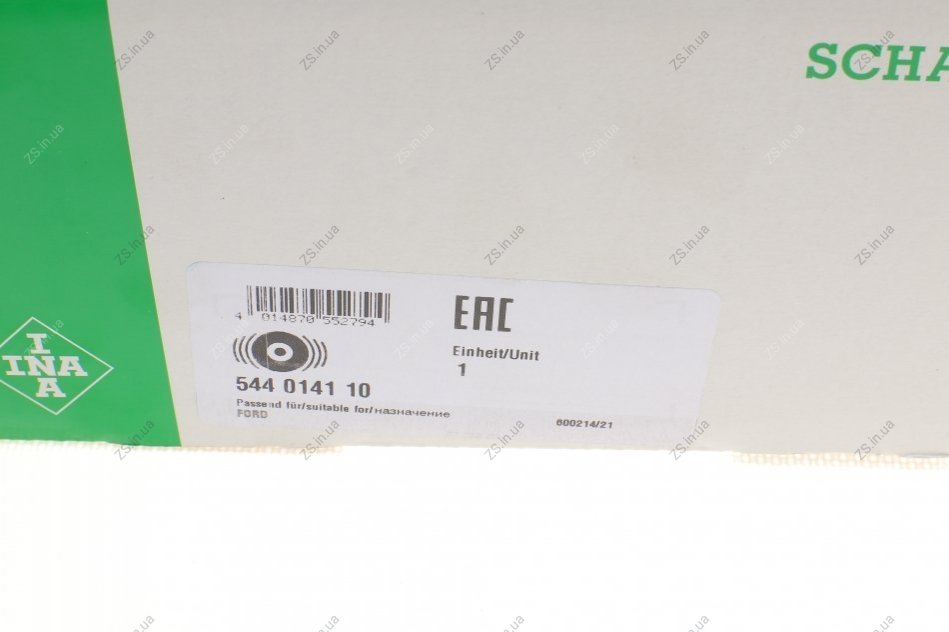 SCHA
INA
INA
4 014870 552794
EAC
Einheit/Unit
1
544 0141 10
Passend für/suitable for/назначение
FORD
600214/21
ZS.in.ua